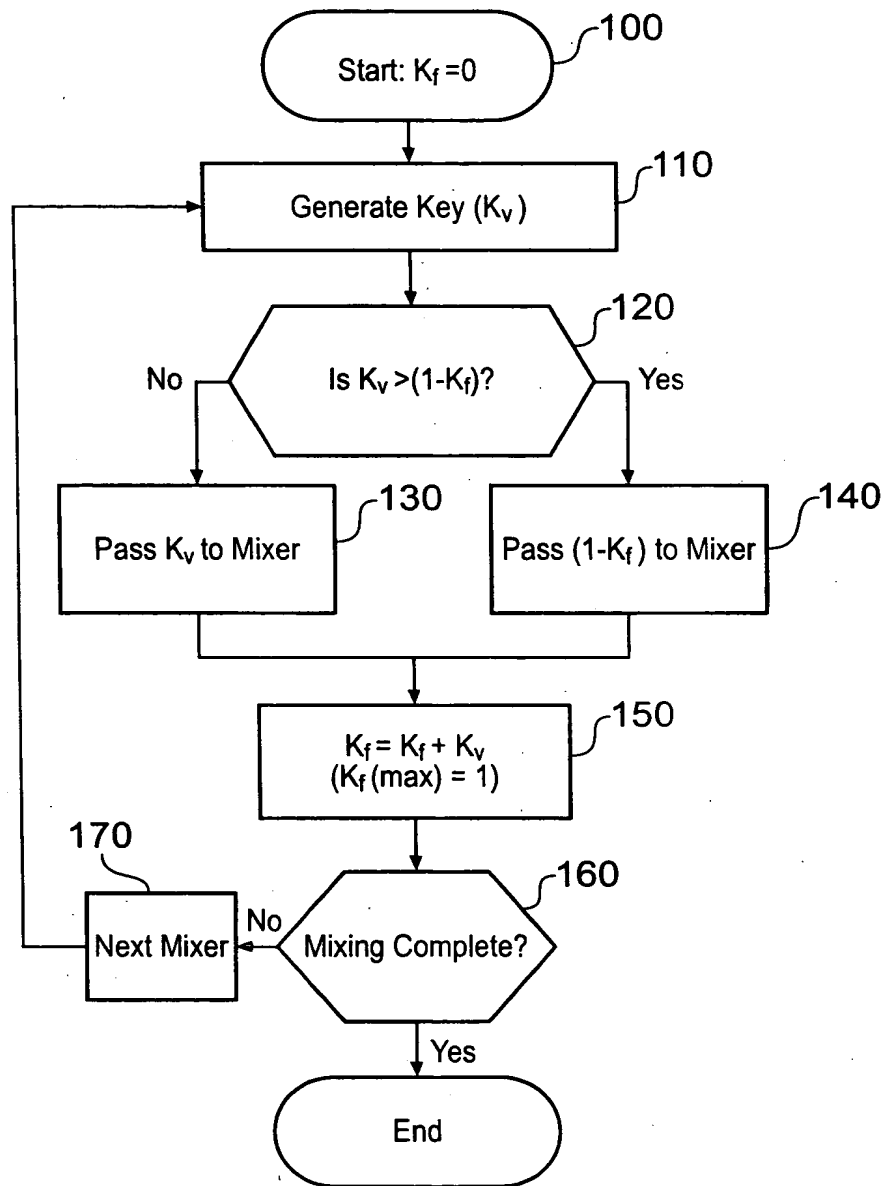 100
Start: K_f =0
110
Generate Key (K_v )
120
No
Is K_v >(1-K_f)?
Yes
130
140
Pass K_v to Mixer
Pass (1-K_f ) to Mixer
150
K_f = K_f + K_v
(K_f (max) = 1)
170
160
No
Next Mixer
Mixing Complete?
Yes
End